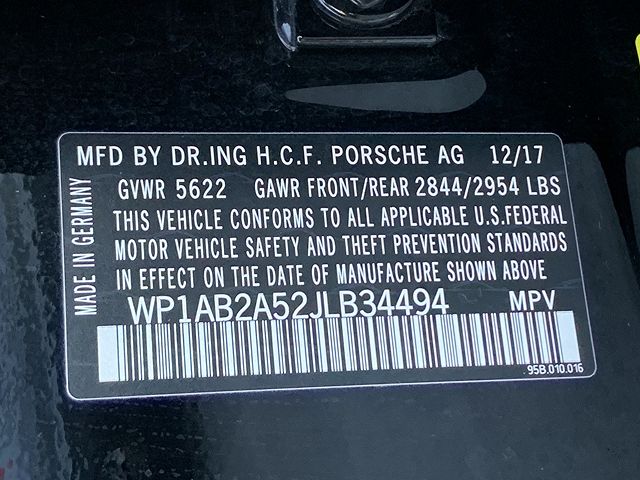 MFD BY DR.ING H.C.F. PORSCHE AG 12/17
GVWR 5622 GAWR FRONT/REAR 2844/2954 LBS
THIS VEHICLE CONFORMS TO ALL APPLICABLE U.S.FEDERAL
MOTOR VEHICLE SAFETY AND THEFT PREVENTION STANDARDS
IN EFFECT ON THE DATE OF MANUFACTURE SHOWN ABOVE
MADE IN GERMANY
WP1AB2A52JLB34494 MPV
95B.010.016